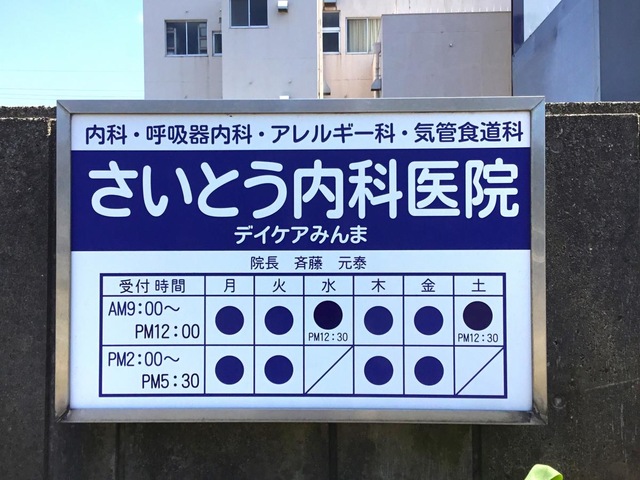 内科・呼吸器内科・アレルギー科・気管食道科
さいとう内科医院
デイケアみんま
院長 斉藤 元泰
受付時間 月 火 水 木 金 土
AM9:00～
PM12:00 ● ● ● ● ● ●
PM12:30 PM12:30
PM2:00～
PM5:30 ● ● ／ ● ● ／